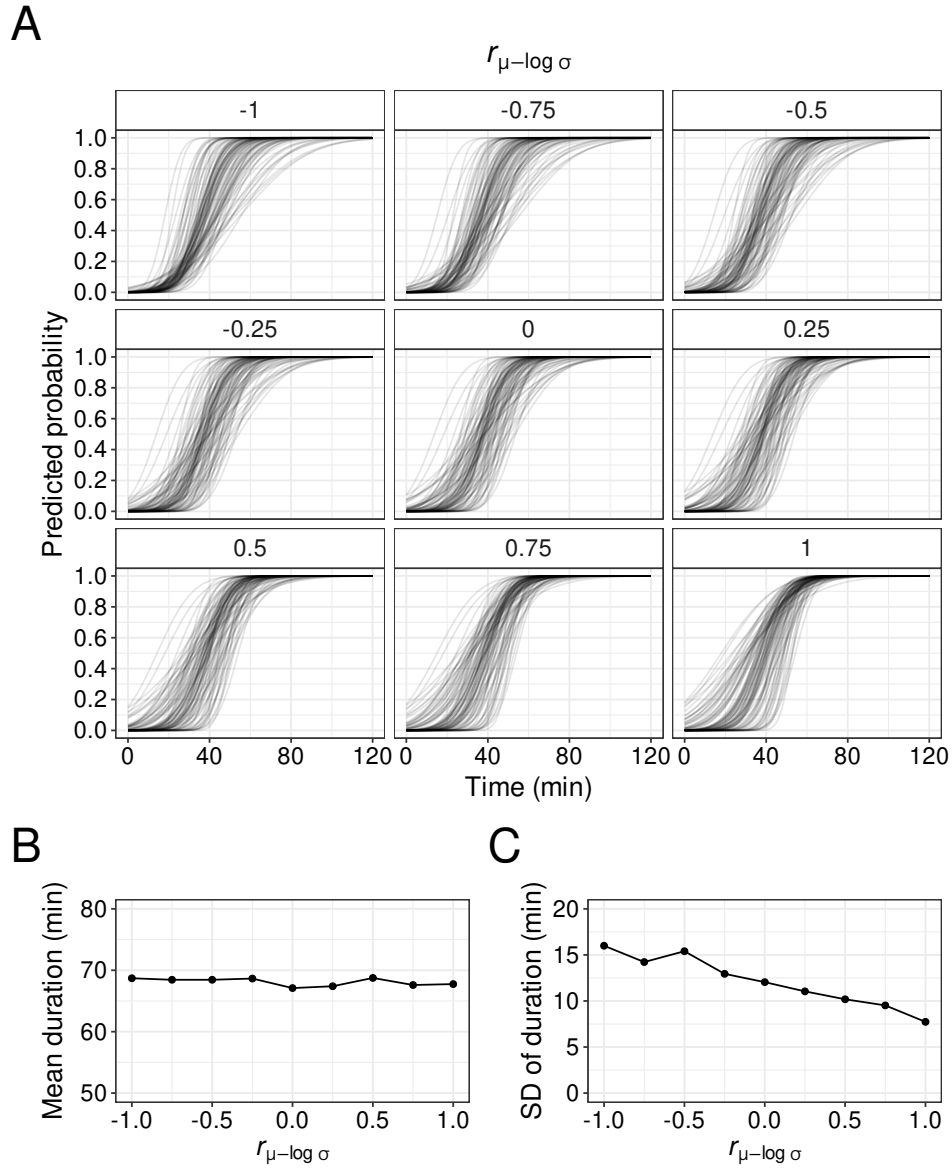 A
r μ−log σ
-1 -0.75 -0.5
1.0
0.8
0.6
0.4
0.2
0.0
-0.25 0 0.25
1.0
0.8
0.6
0.4
0.2
0.0
0.5 0.75 1
1.0
0.8
0.6
0.4
0.2
0.0
Predicted probability
0 40 80 120 0 40 80 120 0 40 80 120
Time (min)
B
Mean duration (min)
80
70
60
50
-1.0 -0.5 0.0 0.5 1.0
r μ−log σ
C
SD of duration (min)
20
15
10
5
0
-1.0 -0.5 0.0 0.5 1.0
r μ−log σ